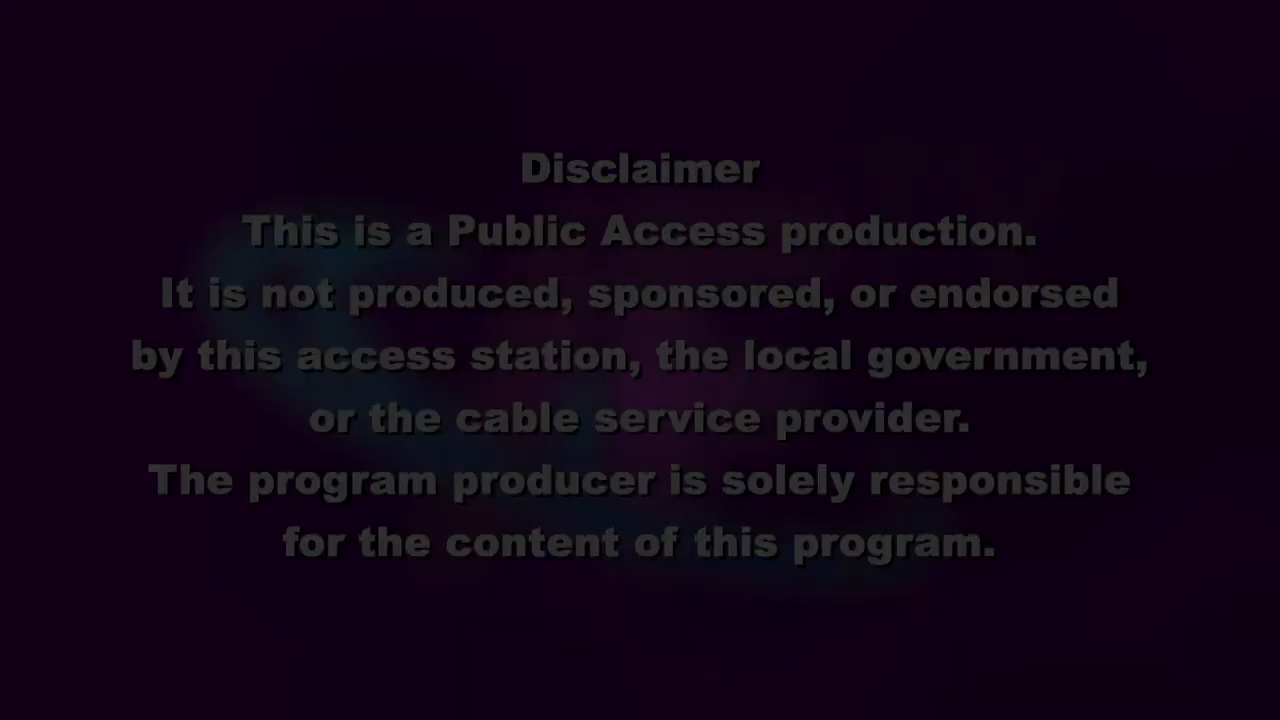 Disclaimer
This is a Public Access production.
It is not produced, sponsored, or endorsed
by this access station, the local government,
or the cable service provider.
The program producer is solely responsible
for the content of this program.